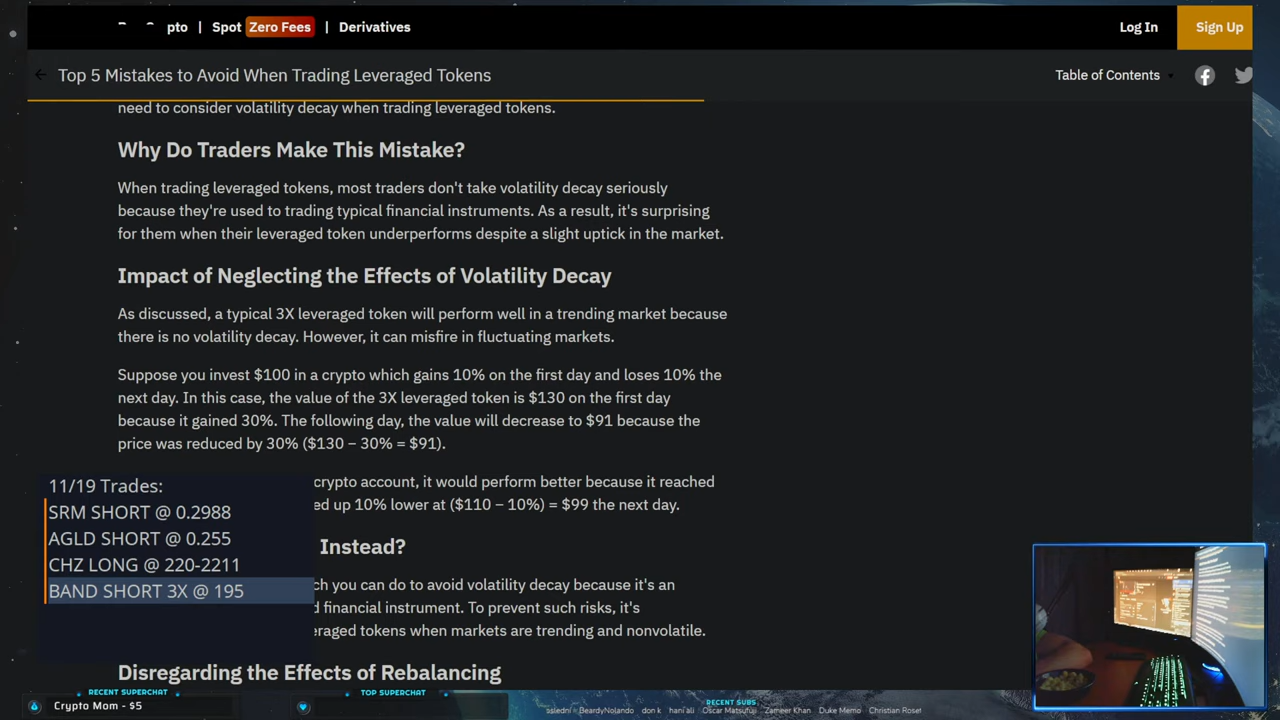 pto | Spot Zero Fees | Derivatives
Log In
Sign Up
Top 5 Mistakes to Avoid When Trading Leveraged Tokens
Table of Contents
need to consider volatility decay when trading leveraged tokens.
Why Do Traders Make This Mistake?
When trading leveraged tokens, most traders don't take volatility decay seriously
because they're used to trading typical financial instruments. As a result, it's surprising
for them when their leveraged token underperforms despite a slight uptick in the market.
Impact of Neglecting the Effects of Volatility Decay
As discussed, a typical 3X leveraged token will perform well in a trending market because
there is no volatility decay. However, it can misfire in fluctuating markets.
Suppose you invest $100 in a crypto which gains 10% on the first day and loses 10% the
next day. In this case, the value of the 3X leveraged token is $130 on the first day
because it gained 30%. The following day, the value will decrease to $91 because the
price was reduced by 30% ($130 – 30% = $91).
crypto account, it would perform better because it reached
ed up 10% lower at ($110 – 10%) = $99 the next day.
Instead?
ch you can do to avoid volatility decay because it's an
d financial instrument. To prevent such risks, it's
eraged tokens when markets are trending and nonvolatile.
Disregarding the Effects of Rebalancing
11/19 Trades:
SRM SHORT @ 0.2988
AGLD SHORT @ 0.255
CHZ LONG @ 220-2211
BAND SHORT 3X @ 195
RECENT SUPERCHAT
Crypto Mom - $5
TOP SUPERCHAT
RECENT SUBS
aslední BeardyNolando don k hani ali Oscar Matsufuji Zameer Khan Duke Memo Christian Roset